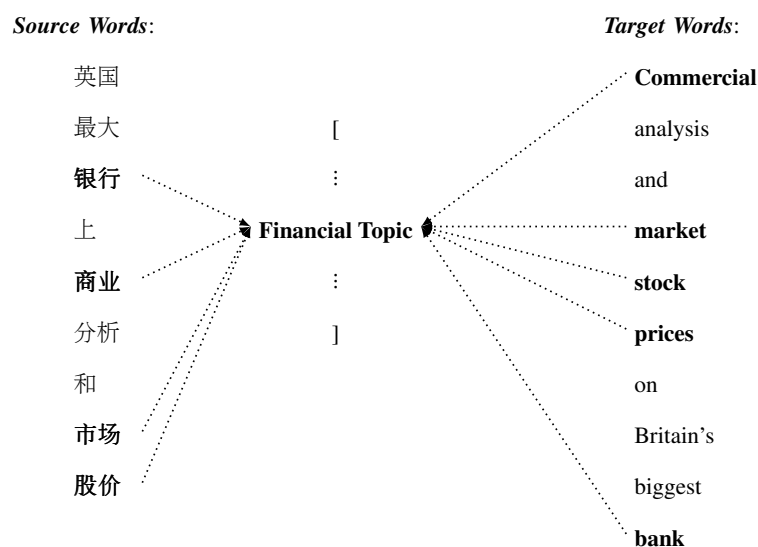 Source Words:
Target Words:
英国
Commercial
最大
[
analysis
银行
⋮
and
上
Financial Topic
market
商业
⋮
stock
分析
]
prices
和
on
市场
Britain's
股价
biggest
bank